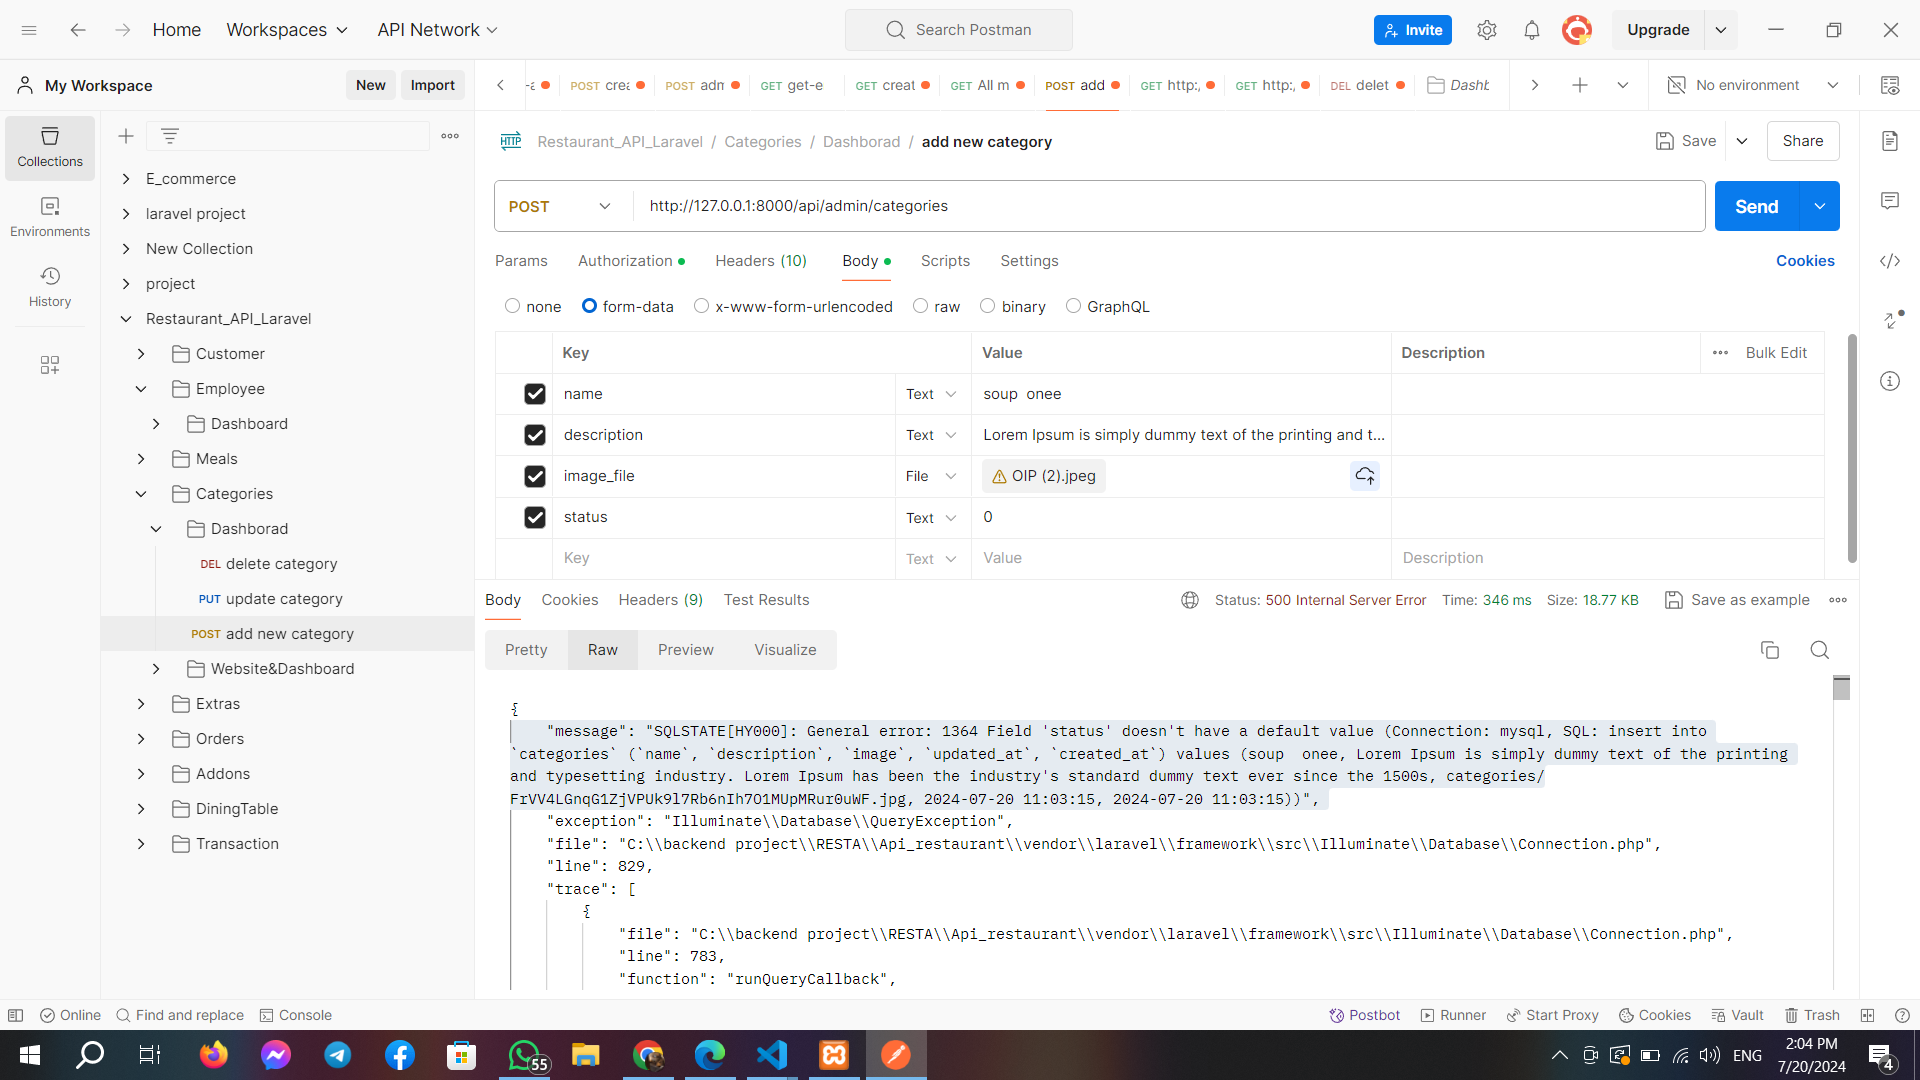 Home Workspaces API Network Search Postman Invite Upgrade
My Workspace New Import POST crea POST adm GET get-e GET creat GET All m POST add GET http:, GET http:, DEL delet Dashb No environment
Restaurant_API_Laravel / Categories / Dashborad / add new category Save Share
Collections
Environments
History
E_commerce
laravel project
New Collection
project
Restaurant_API_Laravel
Customer
Employee
Dashboard
Meals
Categories
Dashborad
DEL delete category
PUT update category
POST add new category
Website&Dashboard
Extras
Orders
Addons
DiningTable
Transaction
POST http://127.0.0.1:8000/api/admin/categories Send
Params Authorization Headers (10) Body Scripts Settings Cookies
none form-data x-www-form-urlencoded raw binary GraphQL
Key Value Description Bulk Edit
name Text soup  onee
description Text Lorem Ipsum is simply dummy text of the printing and t...
image_file File OIP (2).jpeg
status Text 0
Key Text Value Description
Body Cookies Headers (9) Test Results Status: 500 Internal Server Error Time: 346 ms Size: 18.77 KB Save as example
Pretty Raw Preview Visualize
{
"message": "SQLSTATE[HY000]: General error: 1364 Field 'status' doesn't have a default value (Connection: mysql, SQL: insert into
`categories` (`name`, `description`, `image`, `updated_at`, `created_at`) values (soup  onee, Lorem Ipsum is simply dummy text of the printing
and typesetting industry. Lorem Ipsum has been the industry's standard dummy text ever since the 1500s, categories/
FrVV4LGnqG1ZjVPUk9l7Rb6nIh7O1MUpMRur0uWF.jpg, 2024-07-20 11:03:15, 2024-07-20 11:03:15))",
"exception": "Illuminate\\Database\\QueryException",
"file": "C:\\backend project\\RESTA\\Api_restaurant\\vendor\\laravel\\framework\\src\\Illuminate\\Database\\Connection.php",
"line": 829,
"trace": [
{
"file": "C:\\backend project\\RESTA\\Api_restaurant\\vendor\\laravel\\framework\\src\\Illuminate\\Database\\Connection.php",
"line": 783,
"function": "runQueryCallback",
Online Find and replace Console Postbot Runner Start Proxy Cookies Vault Trash
55 ENG 2:04 PM
7/20/2024 4